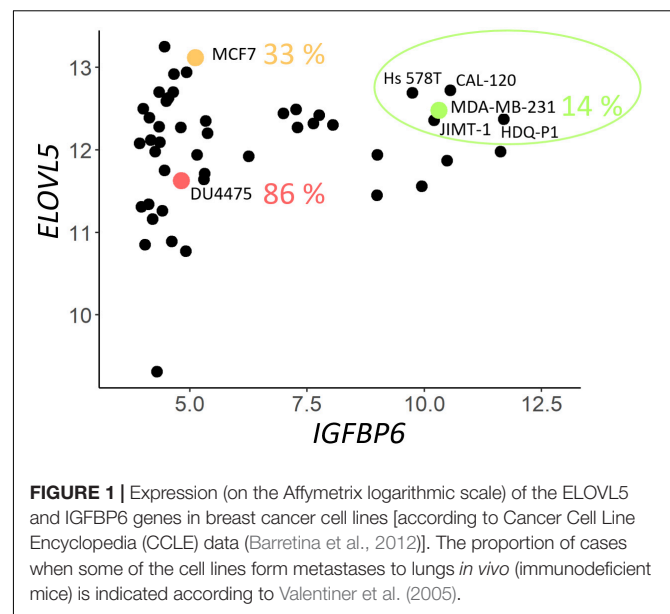 MCF7 33 %
Hs 578T CAL-120
MDA-MB-231 14 %
JIMT-1 HDQ-P1
DU4475 86 %
ELOVL5
13
12
11
10
5.0 7.5 10.0 12.5
IGFBP6
FIGURE 1 | Expression (on the Affymetrix logarithmic scale) of the ELOVL5
and IGFBP6 genes in breast cancer cell lines [according to Cancer Cell Line
Encyclopedia (CCLE) data (Barretina et al., 2012)]. The proportion of cases
when some of the cell lines form metastases to lungs in vivo (immunodeficient
mice) is indicated according to Valentiner et al. (2005).